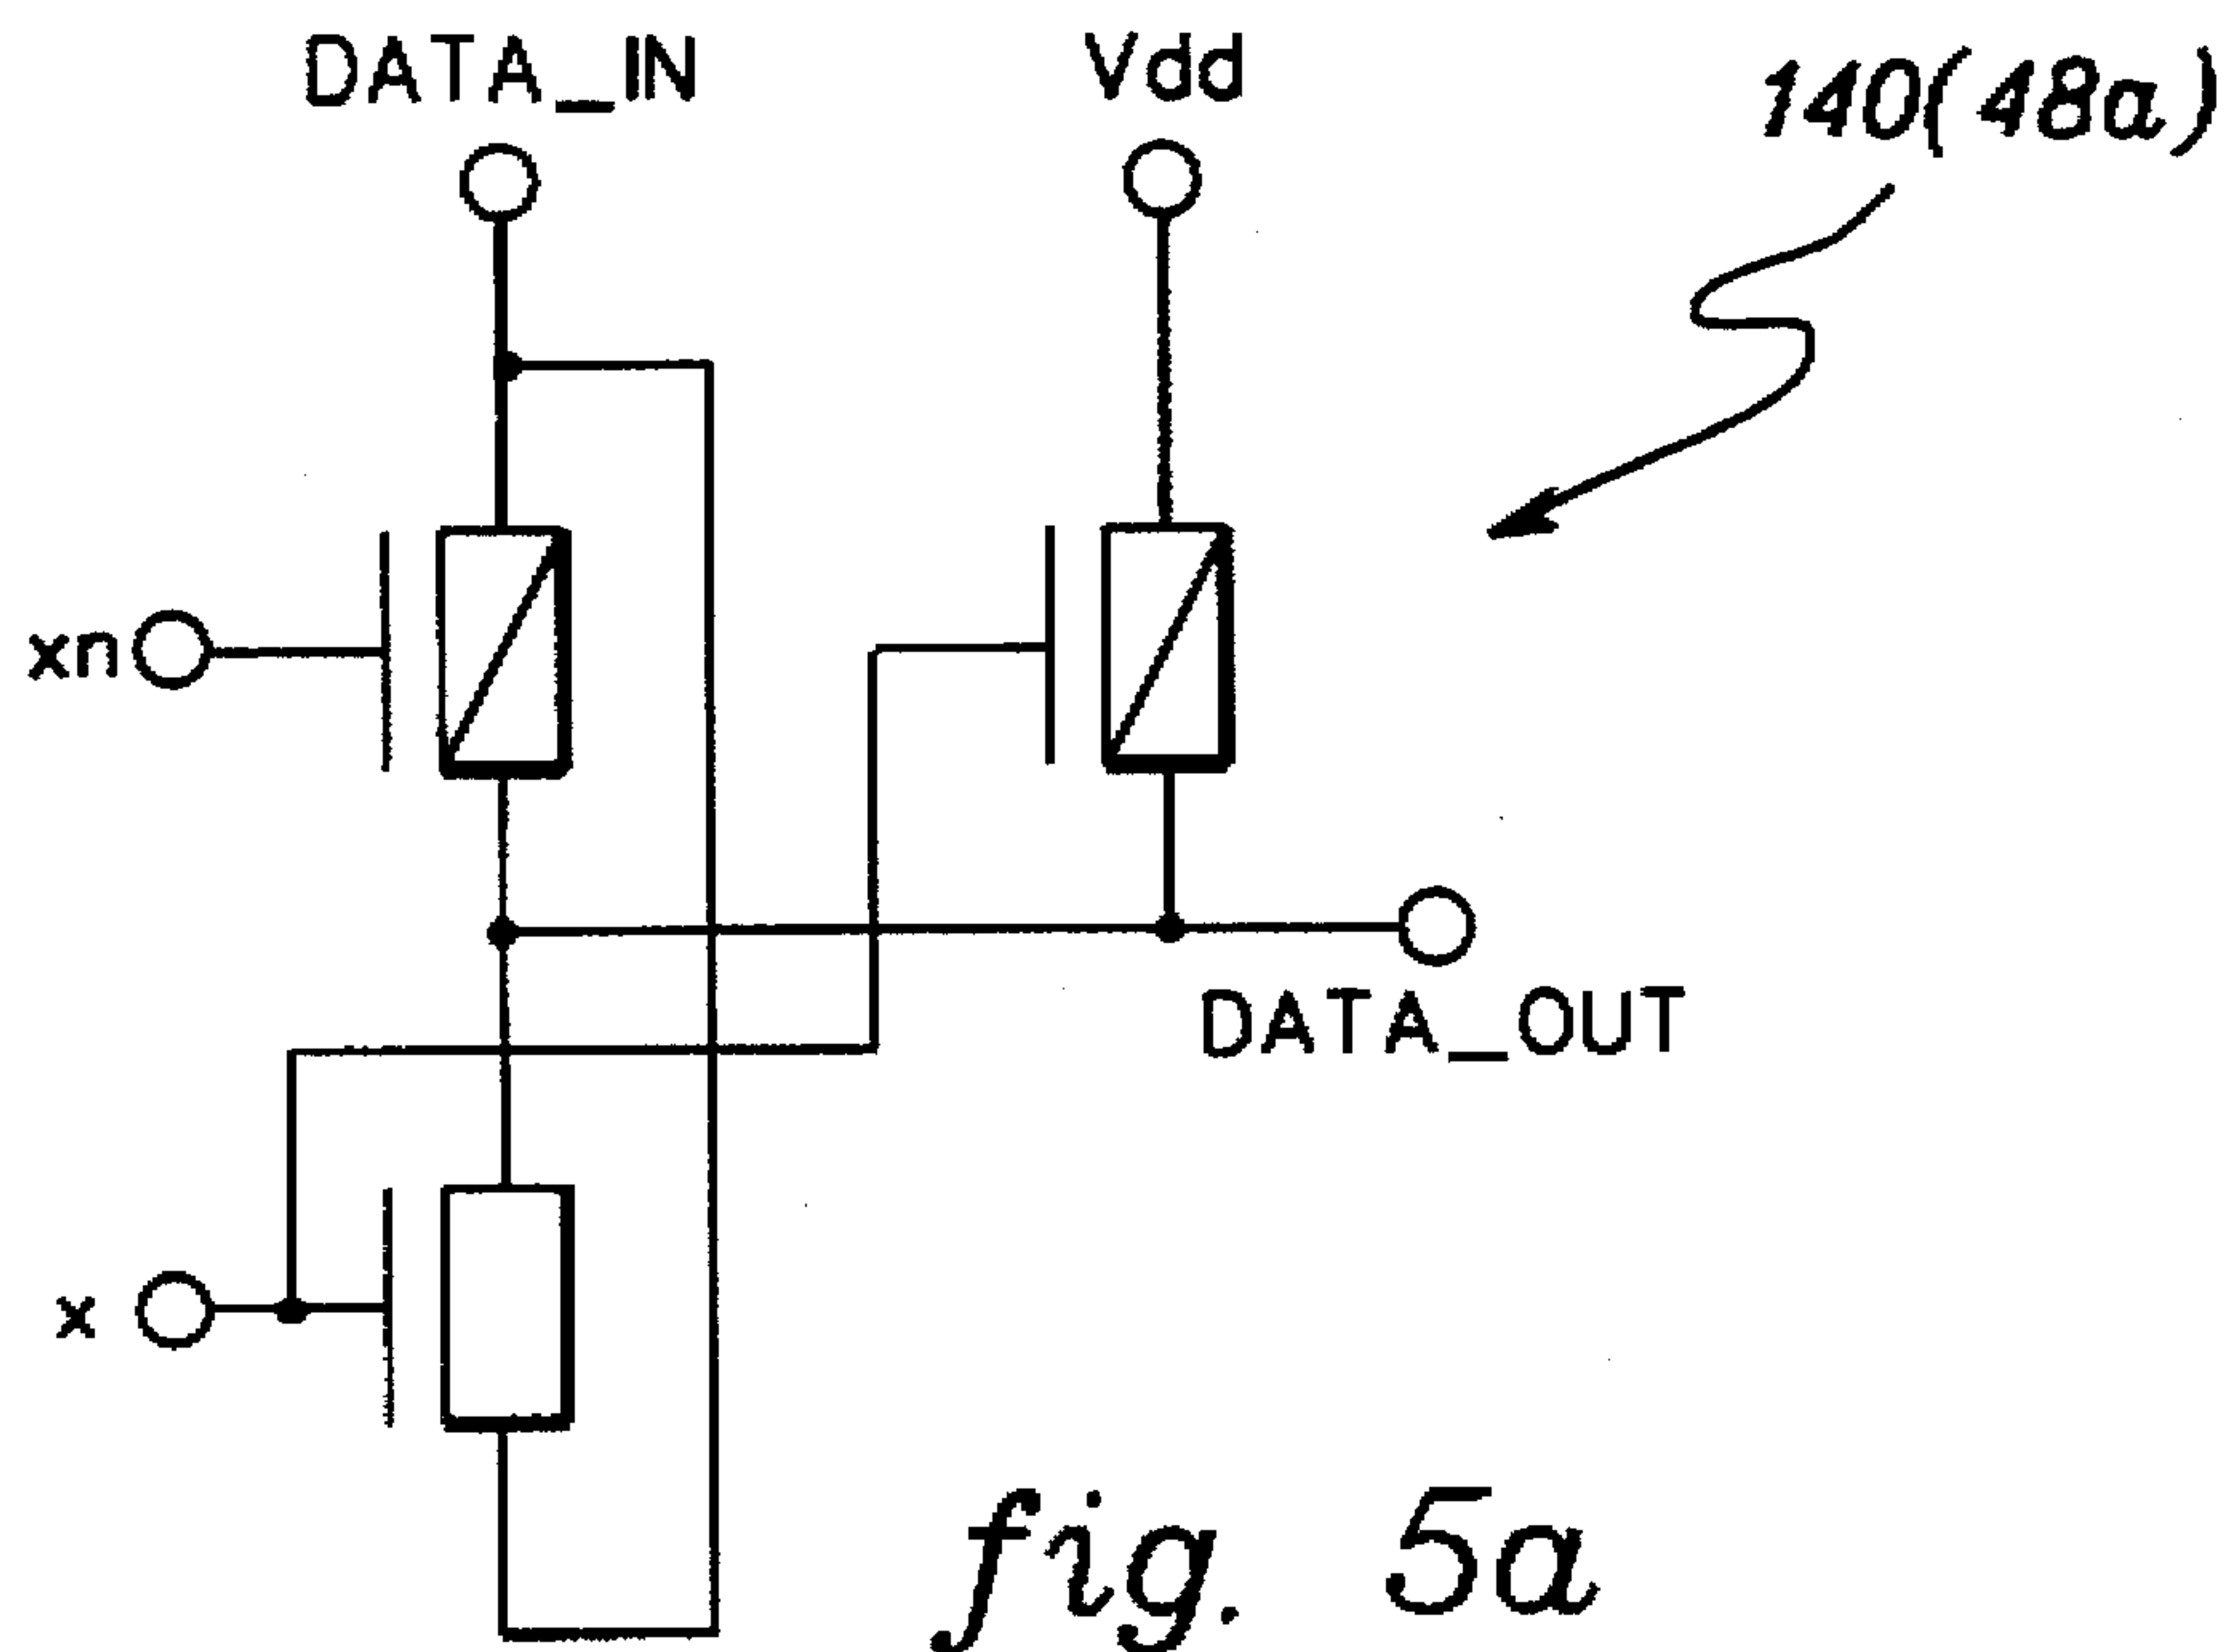 DATA_IN
Vdd
140(48a)
xn
DATA_OUT
x
fig. 5a